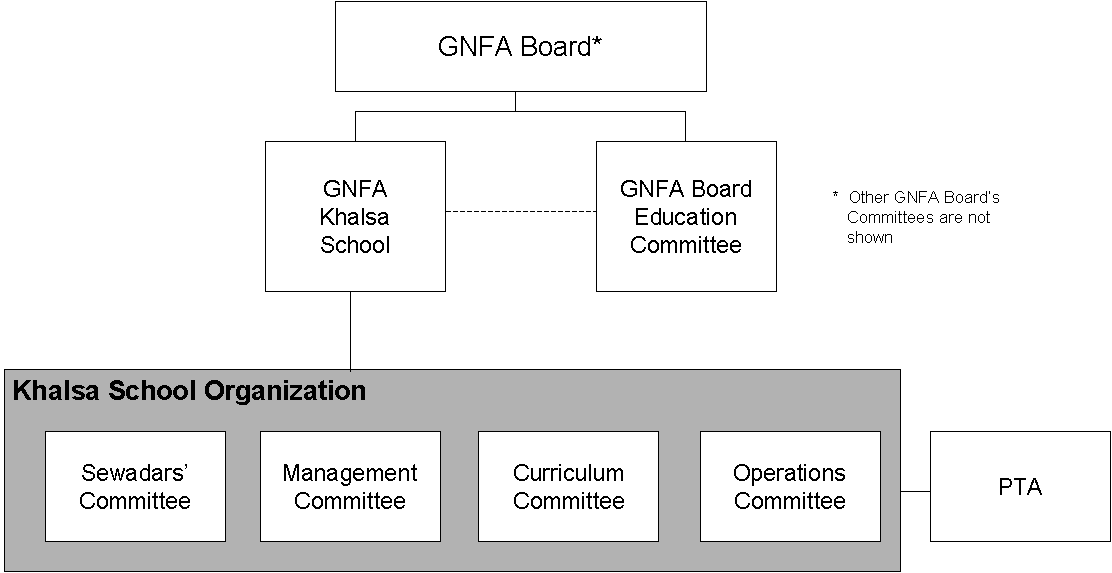 GNFA Board*
GNFA
Khalsa
School
GNFA Board
Education
Committee
* Other GNFA Board's
Committees are not
shown
Khalsa School Organization
Sewadars’
Committee
Management
Committee
Curriculum
Committee
Operations
Committee
PTA